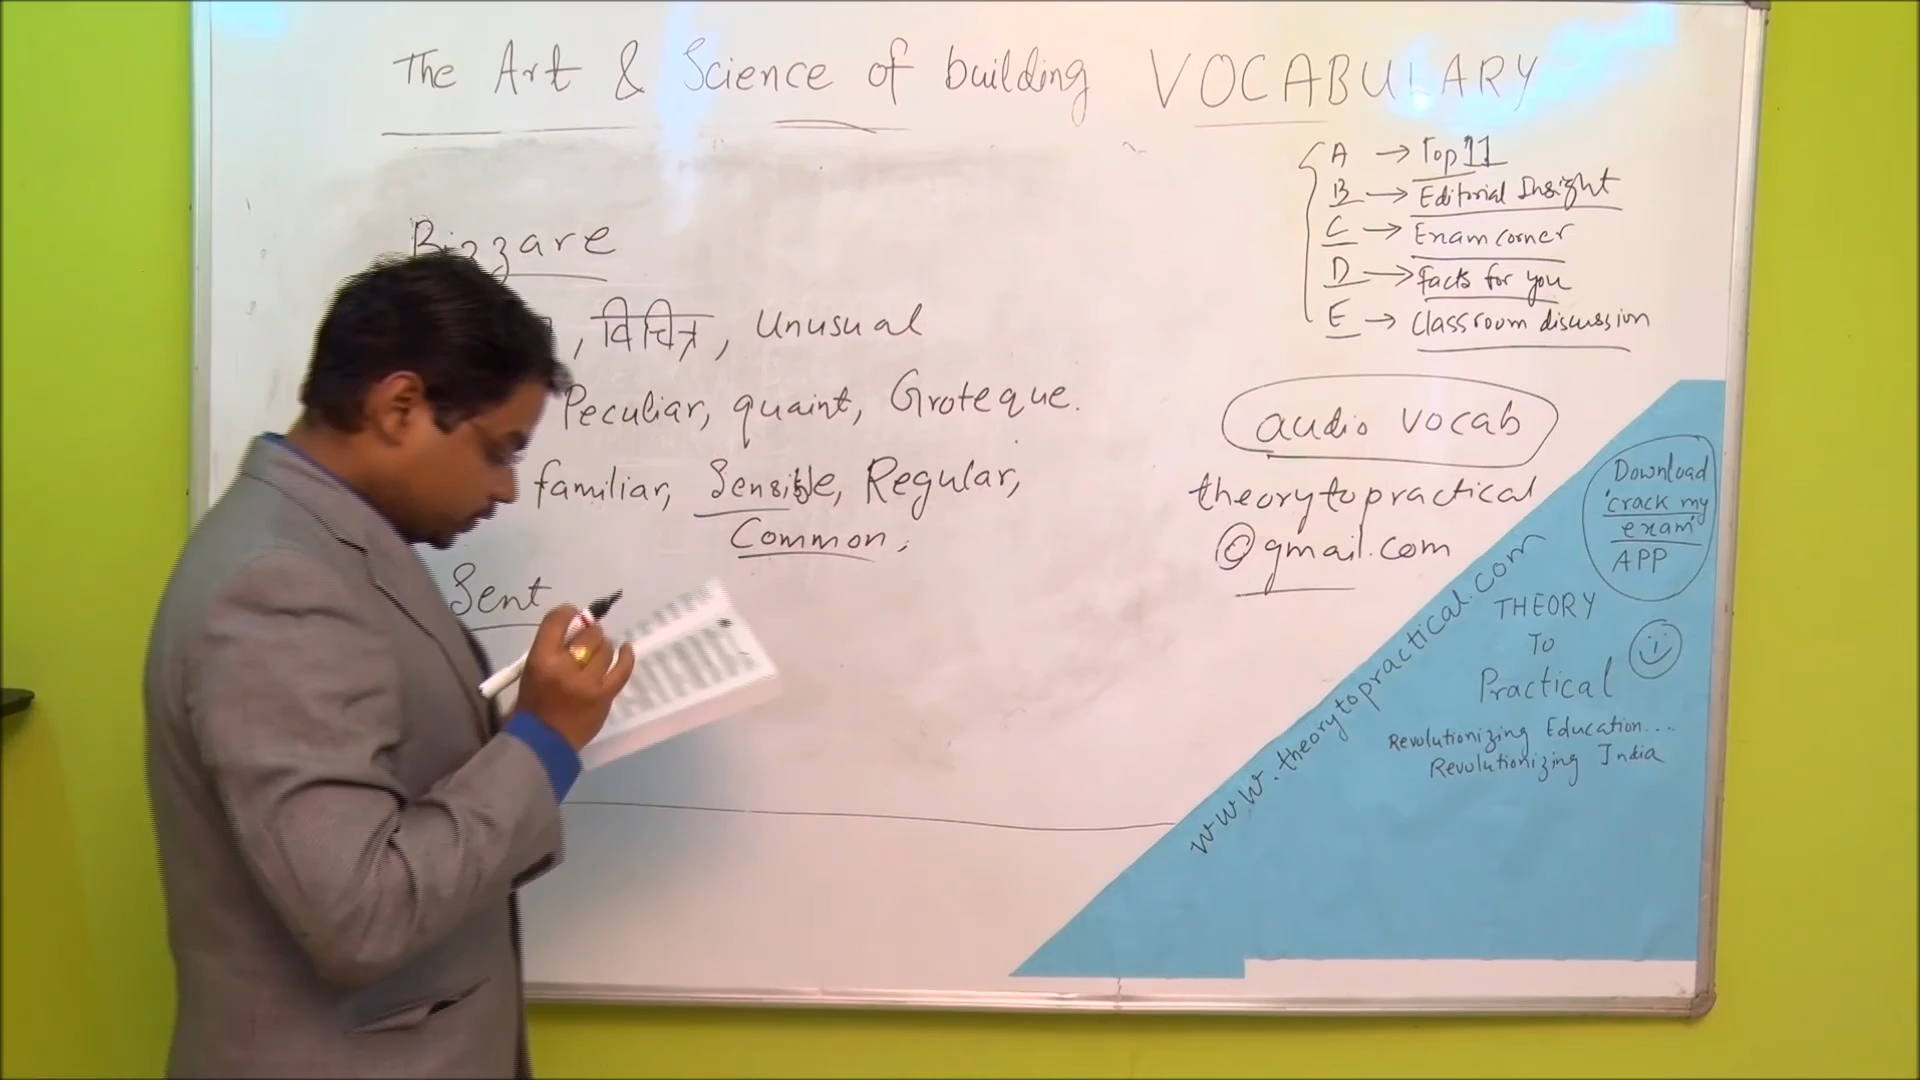 The Art & Science of building VOCABULARY
A → Top 11
B → Editorial Insight
C → Exam corner
D → Facts for you
E → Classroom discussion
Bizzare
, विचित्र, Unusual
Peculiar, quaint, Groteque.
familiar, Sensible, Regular,
Common,
Sent
audio vocab
theorytopractical
@gmail.com
Download
'crack my
exam'
APP
www.theorytopractical.com
THEORY
To
Practical
Revolutionizing Education....
Revolutionizing India